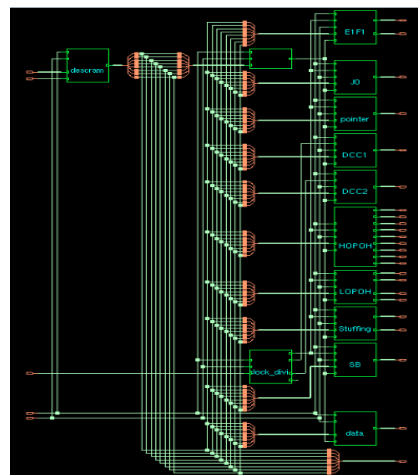 E1F1
descram
J0
pointer
DCC1
DCC2
HOPOH
LOPOH
Stuffing
SB
clock_divi
data